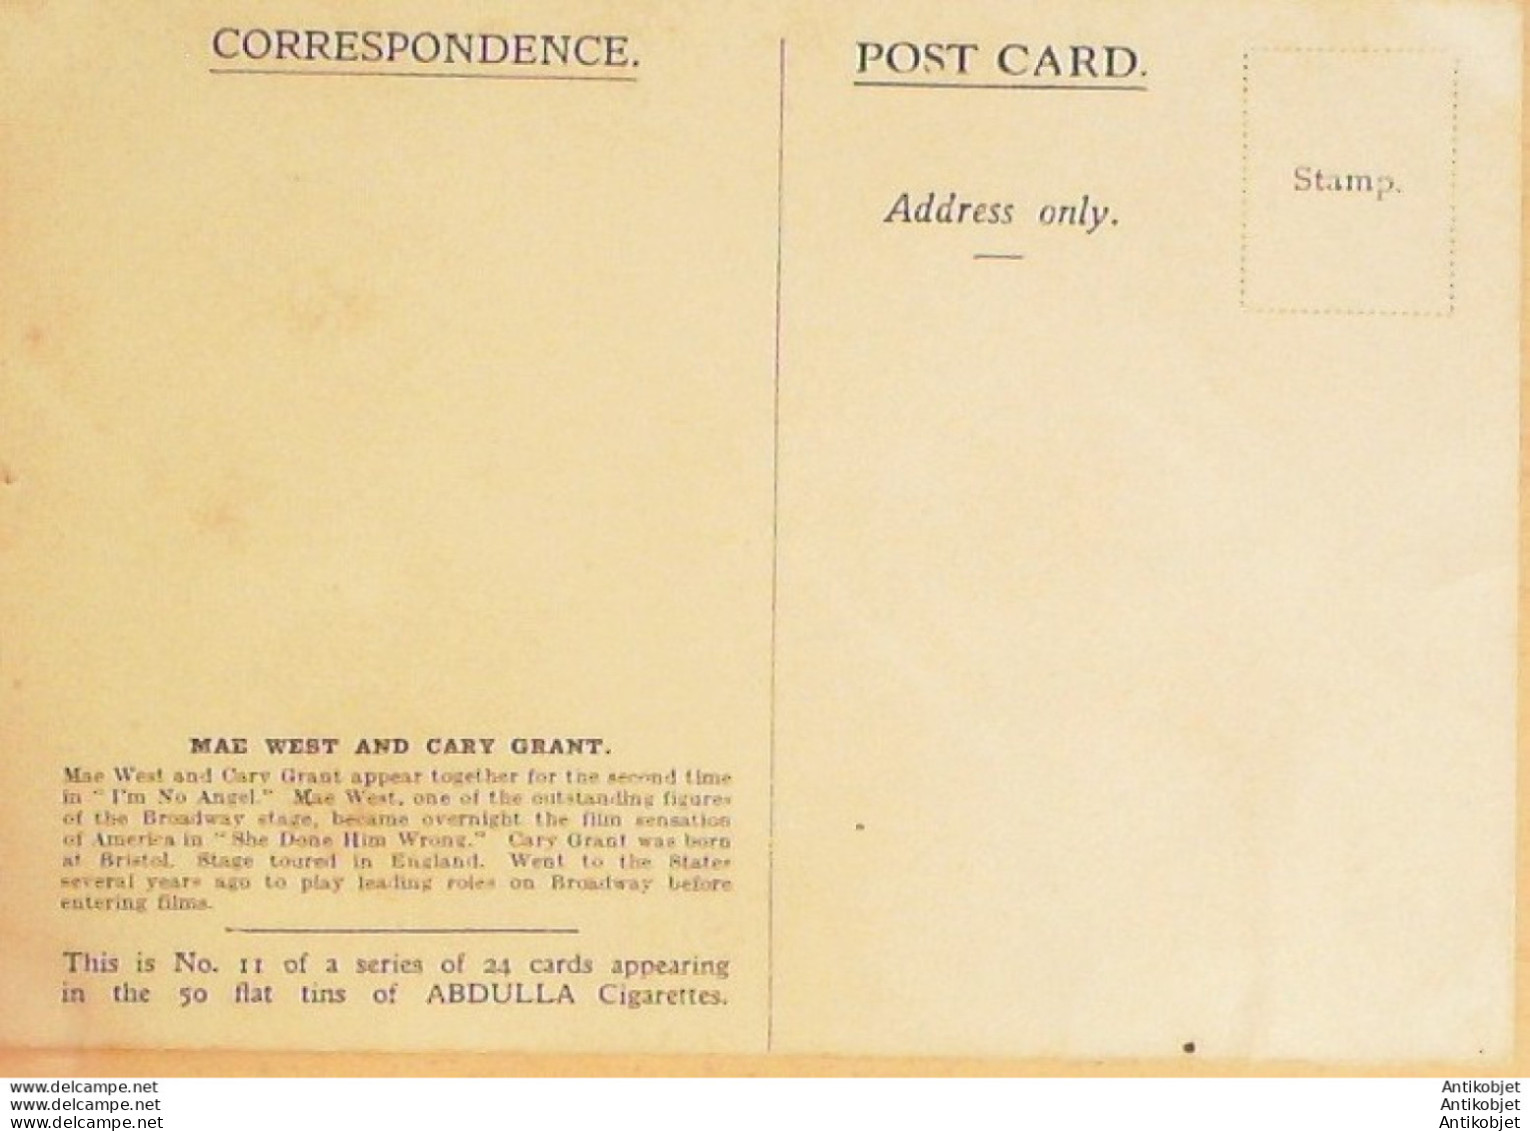 CORRESPONDENCE.
POST CARD.
Stamp.
Address only.
MAE WEST AND CARY GRANT.
Mae West and Cary Grant appear together for the second time
in "I'm No Angel." Mae West, one of the outstanding figures
of the Broadway stage, became overnight the film sensation
of America in "She Done Him Wrong." Cary Grant was born
at Bristol. Stage toured in England. Went to the States
several years ago to play leading roles on Broadway before
entering films.
This is No. 11 of a series of 24 cards appearing
in the 50 flat tins of ABDULLA Cigarettes.
www.delcampe.net
www.delcampe.net
www.delcampe.net
Antikobjet
Antikobjet
Antikobjet